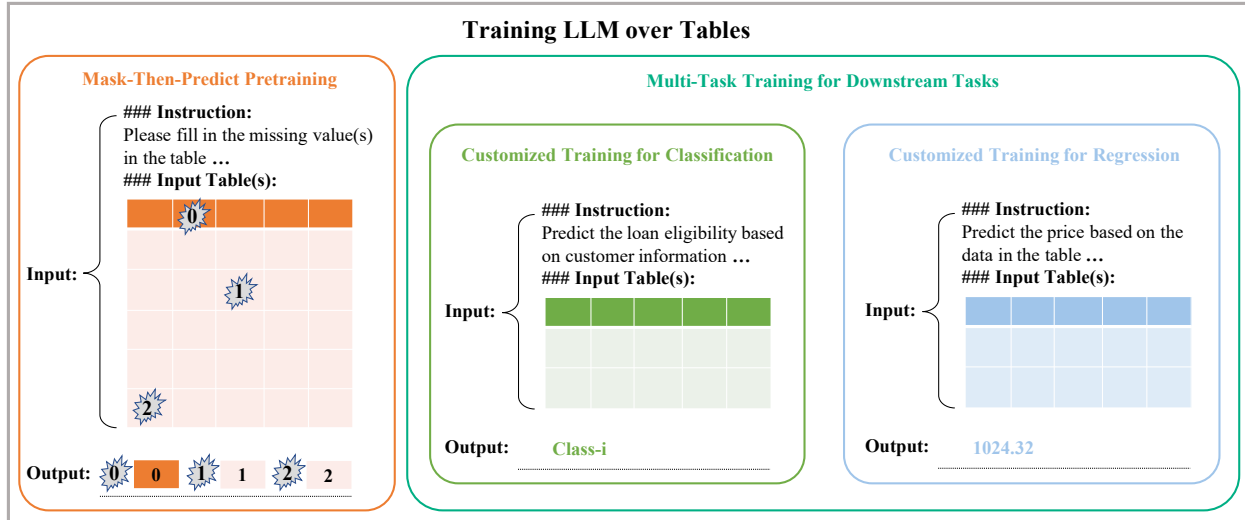 Training LLM over Tables
Mask-Then-Predict Pretraining
### Instruction:
Please fill in the missing value(s)
in the table ...
### Input Table(s):
0
1
2
Input:
Output: 0 0 1 1 2 2
Multi-Task Training for Downstream Tasks
Customized Training for Classification
### Instruction:
Predict the loan eligibility based
on customer information ...
### Input Table(s):
Input:
Output: Class-i
Customized Training for Regression
### Instruction:
Predict the price based on the
data in the table ...
### Input Table(s):
Input:
Output: 1024.32